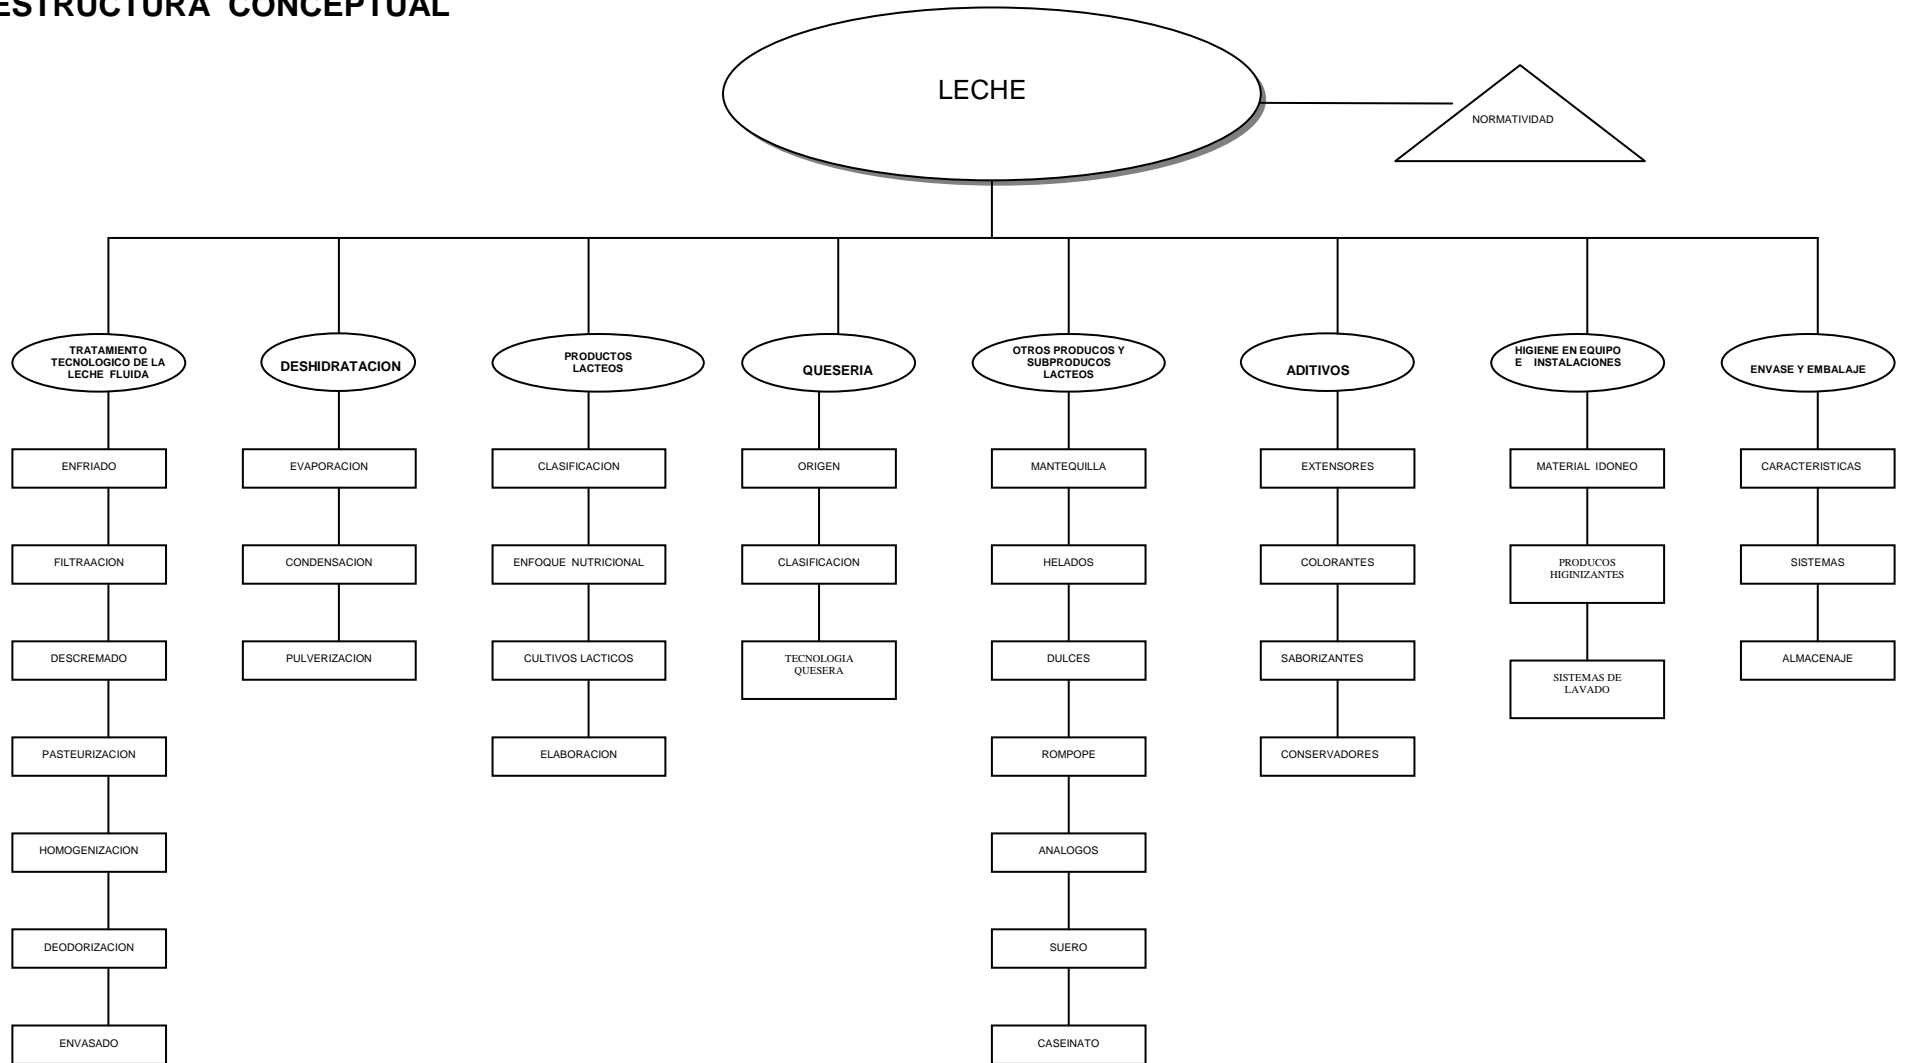 ESTRUCTURA CONCEPTUAL
LECHE
NORMATIVIDAD
TRATAMIENTO
TECNOLOGICO DE LA
LECHE FLUIDA
DESHIDRATACION
PRODUCTOS
LACTEOS
QUESERIA
OTROS PRODUCOS Y
SUBPRODUCOS
LACTEOS
ADITIVOS
HIGIENE EN EQUIPO
E INSTALACIONES
ENVASE Y EMBALAJE
ENFRIADO
EVAPORACION
CLASIFICACION
ORIGEN
MANTEQUILLA
EXTENSORES
MATERIAL IDONEO
CARACTERISTICAS
FILTRAACION
CONDENSACION
ENFOQUE NUTRICIONAL
CLASIFICACION
HELADOS
COLORANTES
PRODUCOS
HIGINIZANTES
SISTEMAS
DESCREMADO
PULVERIZACION
CULTIVOS LACTICOS
TECNOLOGIA
QUESERA
DULCES
SABORIZANTES
SISTEMAS DE
LAVADO
ALMACENAJE
PASTEURIZACION
ELABORACION
ROMPOPE
CONSERVADORES
HOMOGENIZACION
ANALOGOS
DEODORIZACION
SUERO
ENVASADO
CASEINATO